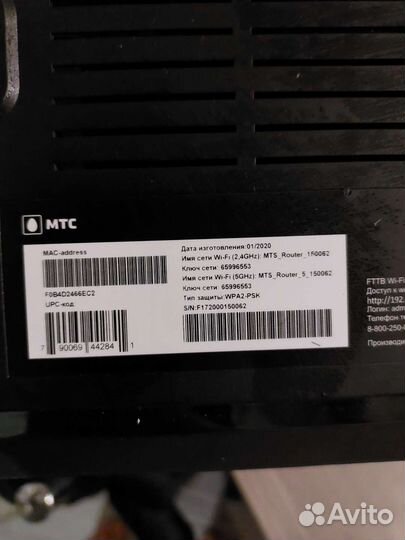 МТС
MAC-address
F0B4D2466EC2
UPC-код
7 90069 44284 1
Дата изготовления:01/2020
Имя сети Wi-Fi (2,4GHz): MTS_Router_150062
Ключ сети: 65996553
Имя сети Wi-Fi (5GHz): MTS_Router_5_150062
Ключ сети: 65996553
Тип защиты:WPA2-PSK
S/N:F172000150062
FTTB Wi-Fi
Доступ к
http://192.
Логин: adm
Телефон
8-800-250-
Производи
Avito